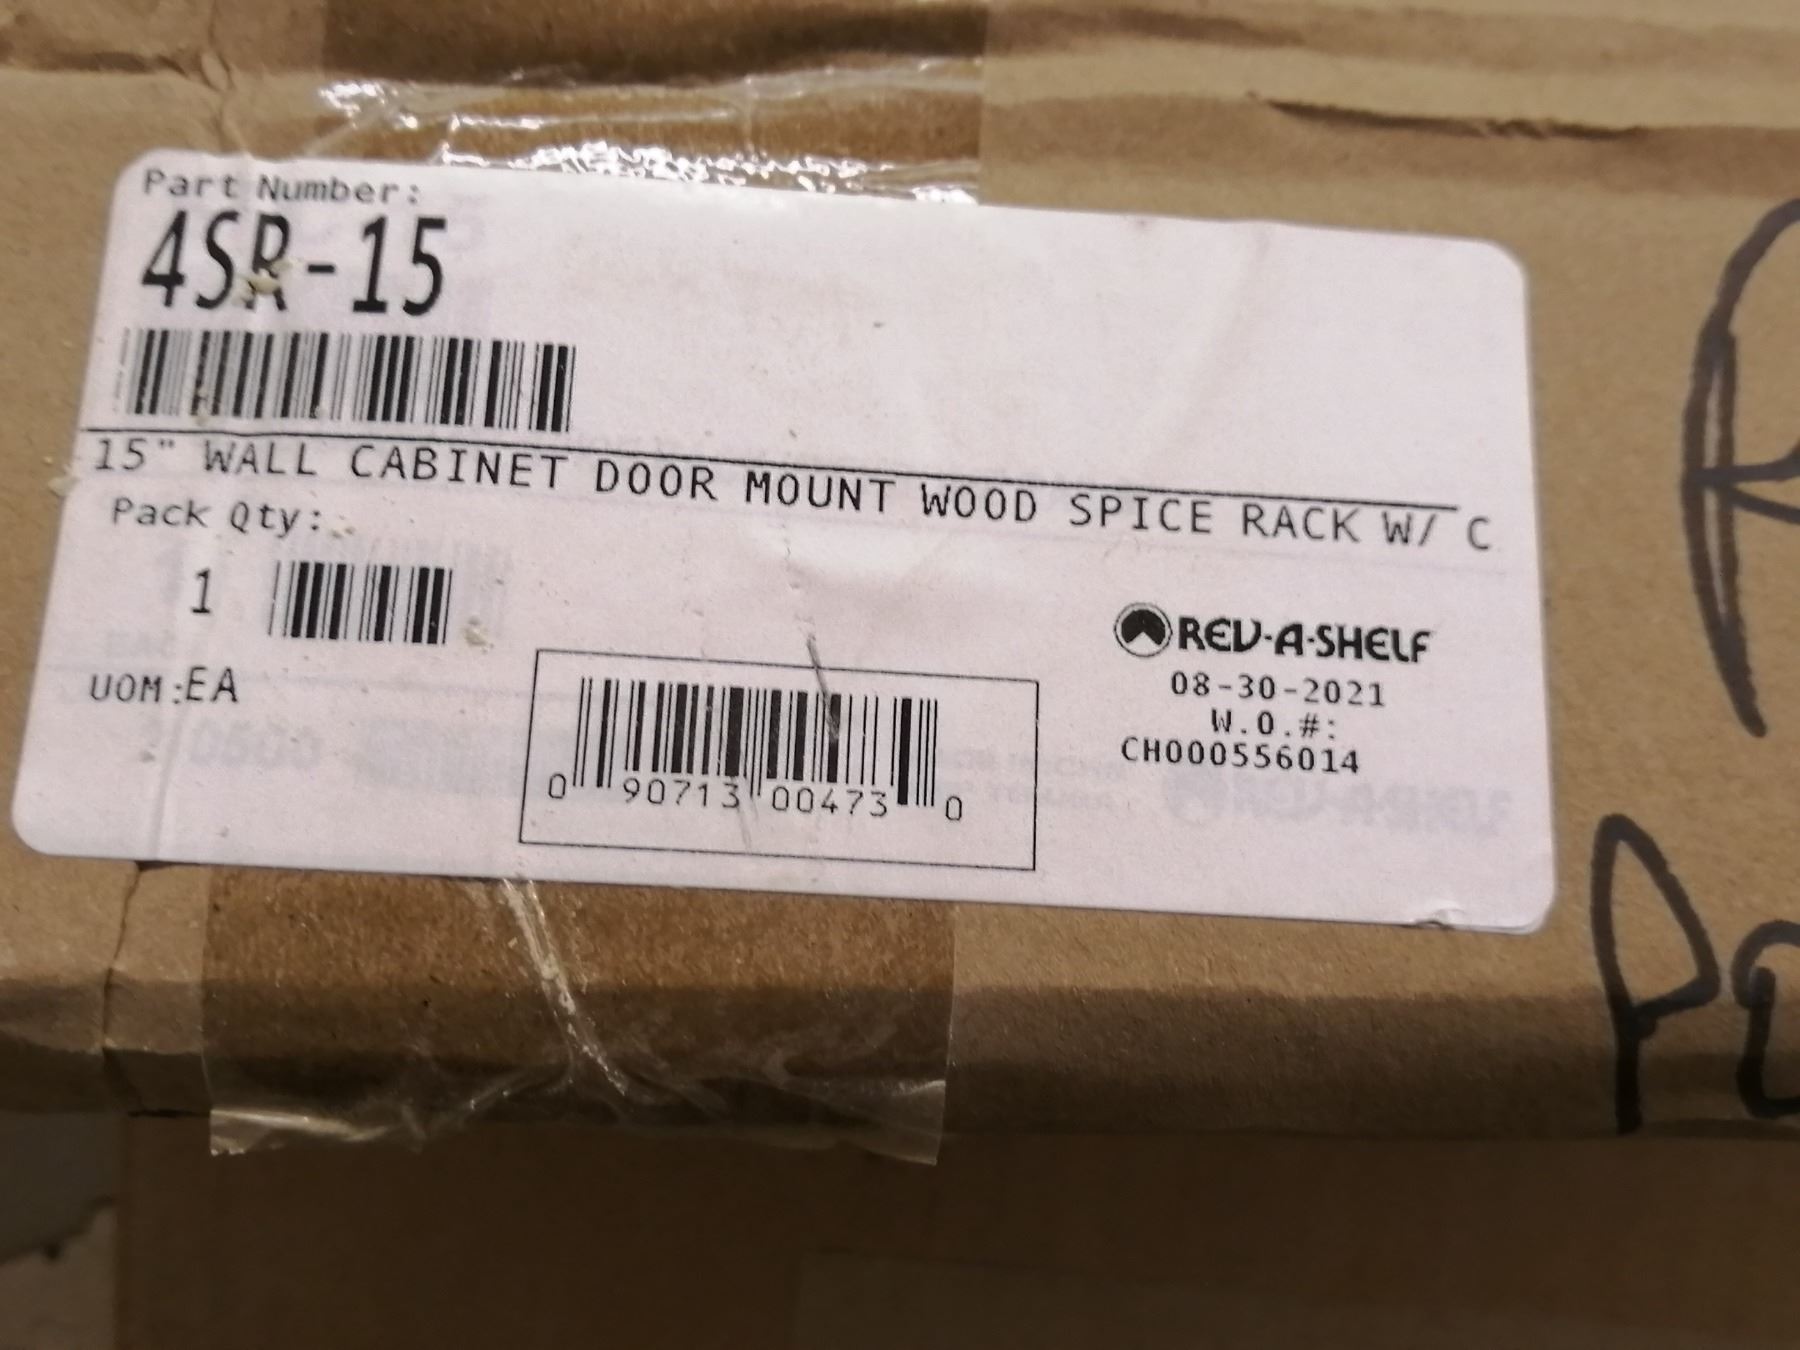 Part Number:
4SR-15
15" WALL CABINET DOOR MOUNT WOOD SPICE RACK W/ C
Pack Qty:
1
UOM:EA
0 90713 00473 0
REV-A-SHELF
08-30-2021
W.O.#:
CH000556014